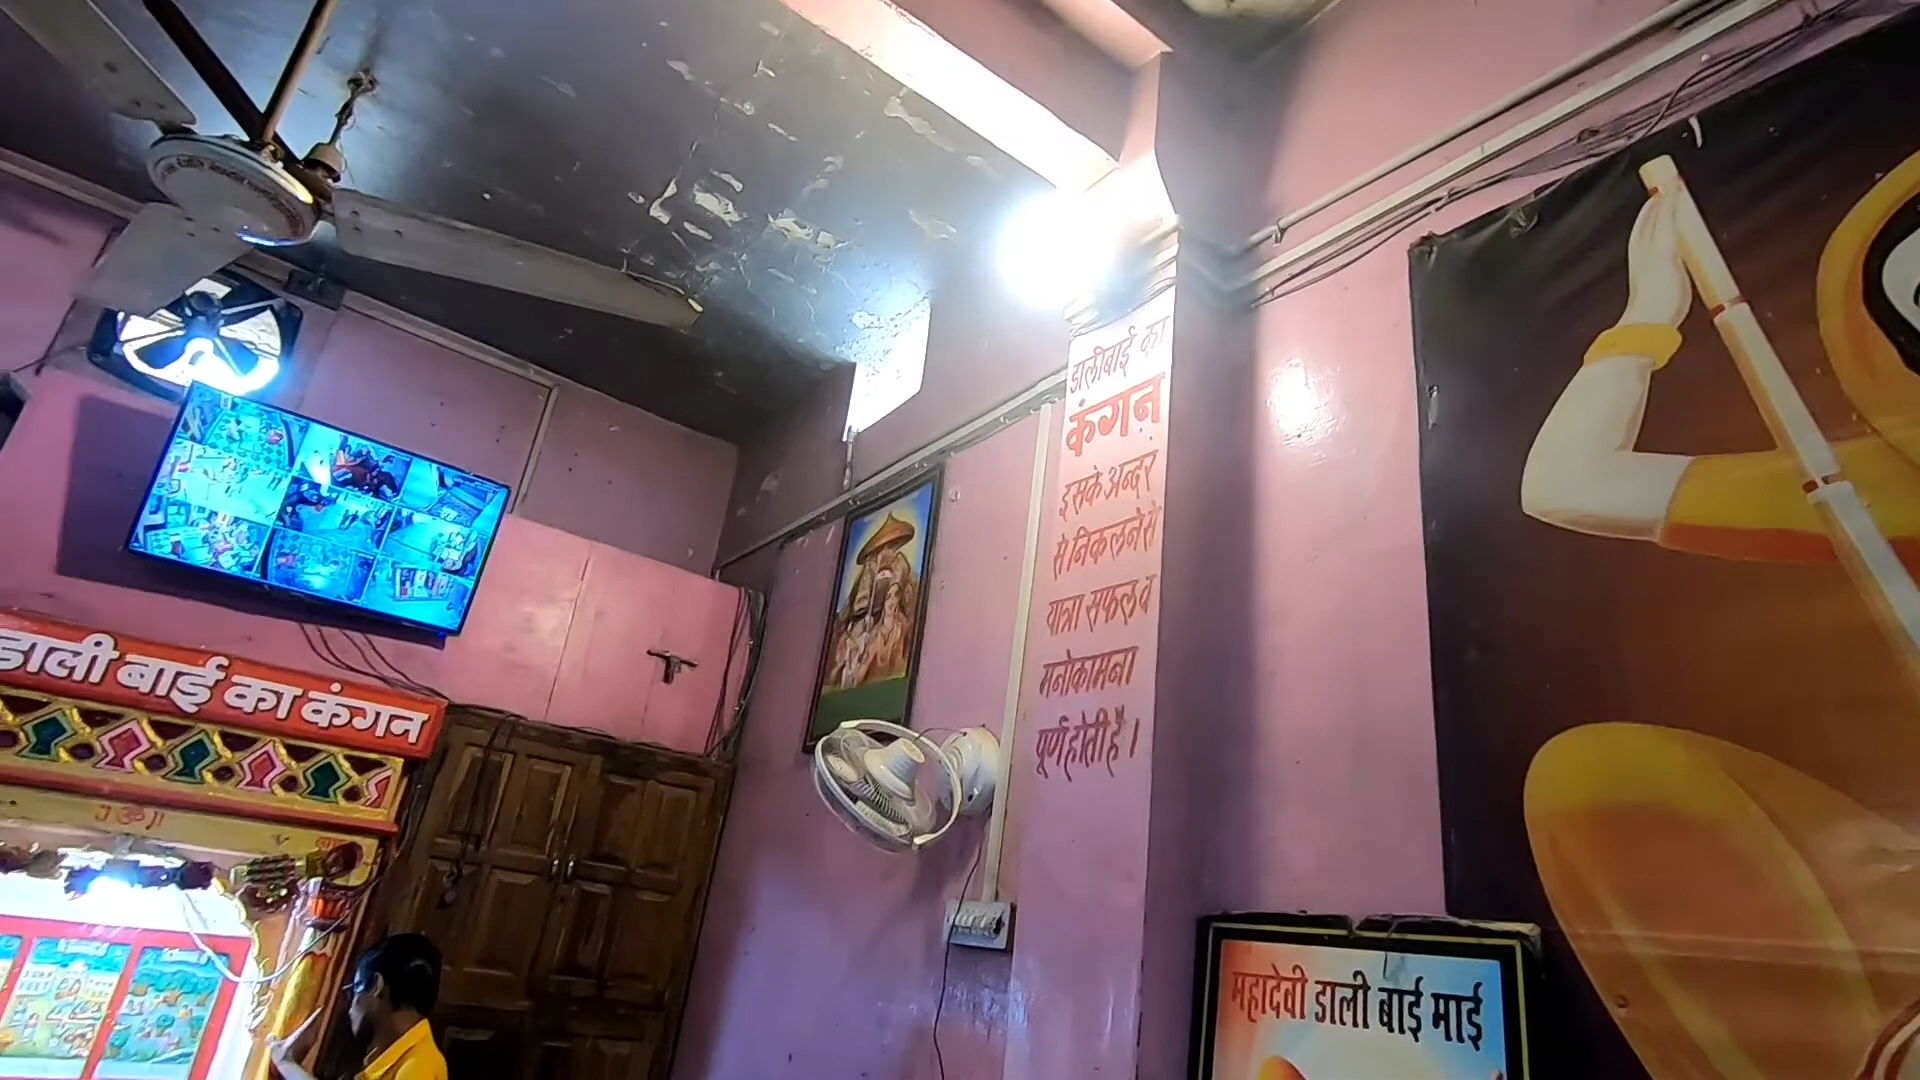 डाली बाई का कंगन
॥ ॐ ॥
डालीबाई का
कंगन
इसके अन्दर
से निकलने से
यात्रा सफल व
मनोकामना
पूर्ण होती है।
महादेवी डाली बाई माई